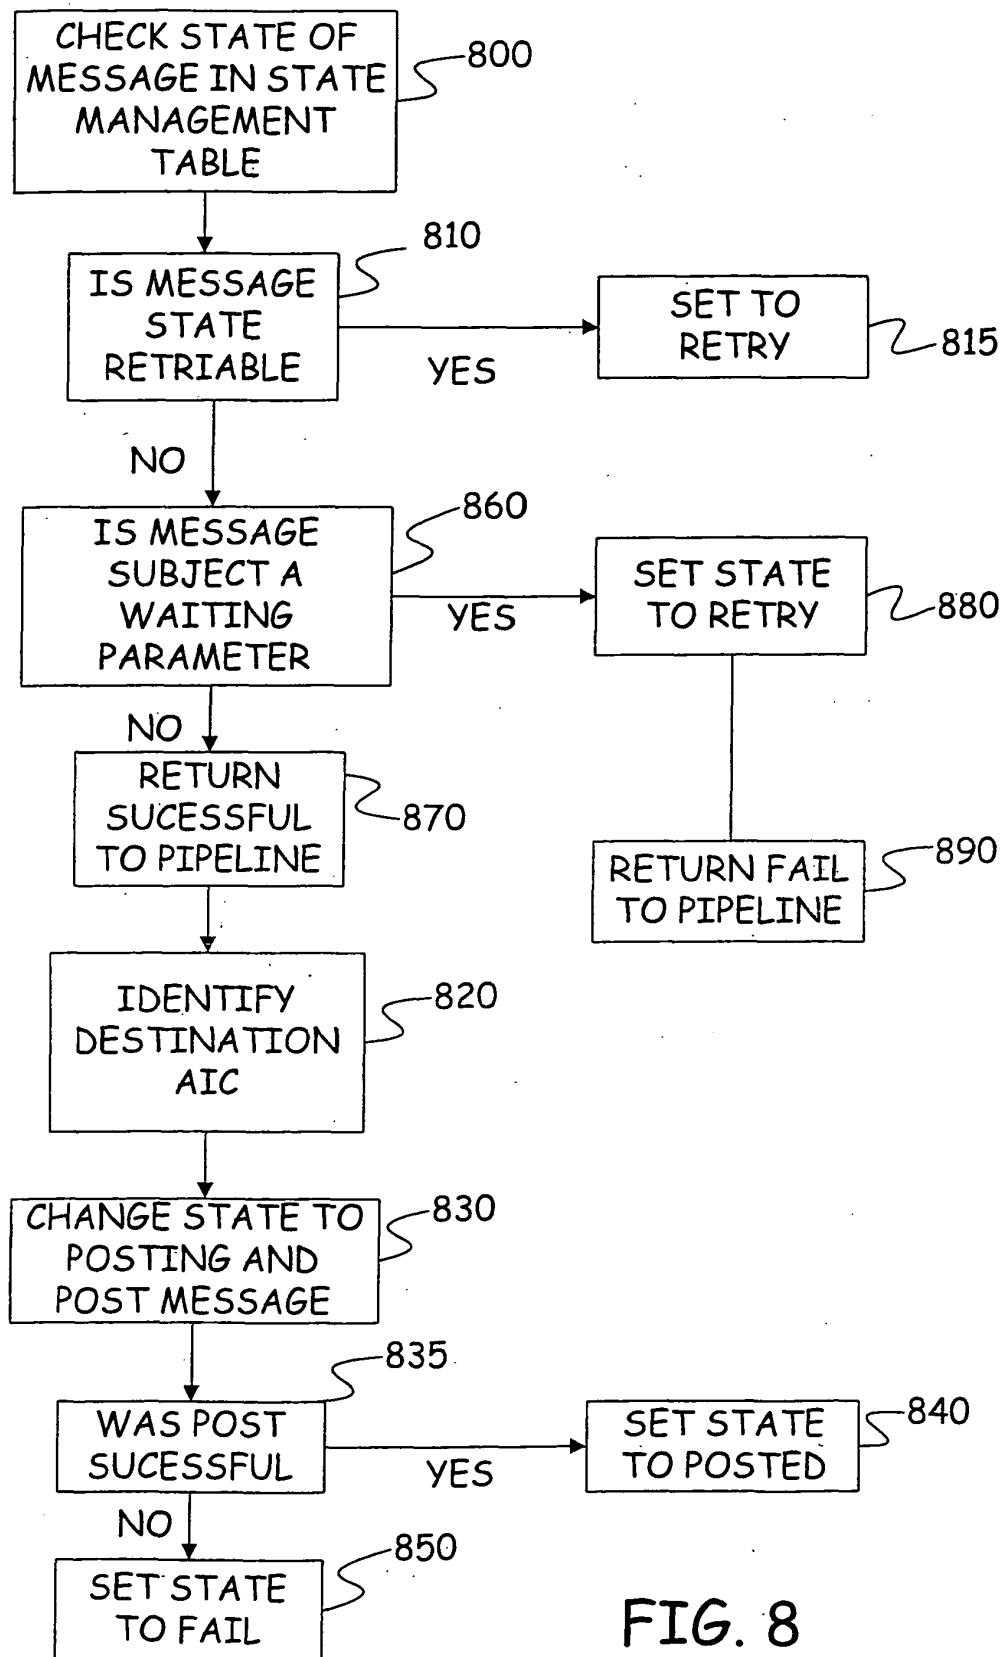 CHECK STATE OF
MESSAGE IN STATE
MANAGEMENT
TABLE
800
IS MESSAGE
STATE
RETRIABLE
810
YES
SET TO
RETRY
815
NO
IS MESSAGE
SUBJECT A
WAITING
PARAMETER
860
YES
SET STATE
TO RETRY
880
NO
RETURN
SUCESSFUL
TO PIPELINE
870
RETURN FAIL
TO PIPELINE
890
IDENTIFY
DESTINATION
AIC
820
CHANGE STATE TO
POSTING AND
POST MESSAGE
830
WAS POST
SUCESSFUL
835
YES
SET STATE
TO POSTED
840
NO
SET STATE
TO FAIL
850
FIG. 8